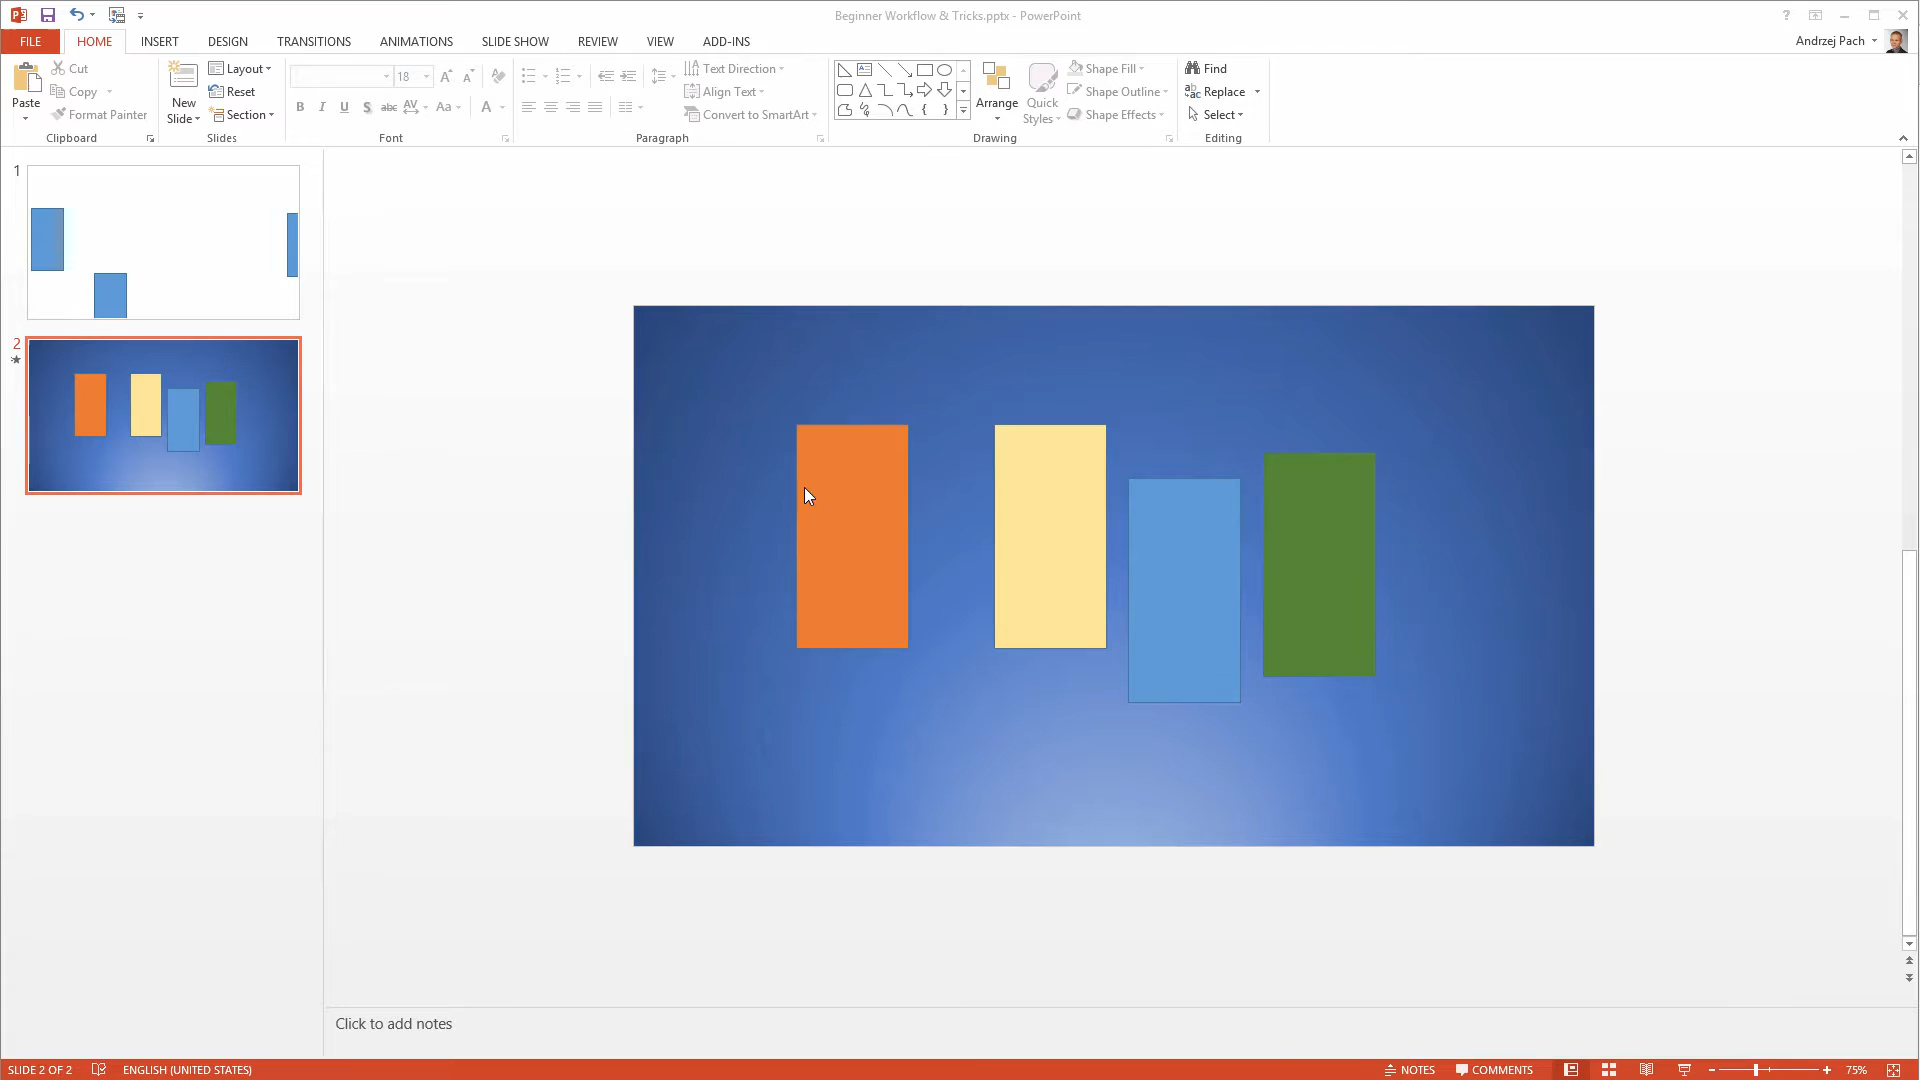 Beginner Workflow & Tricks.pptx - PowerPoint
FILE HOME INSERT DESIGN TRANSITIONS ANIMATIONS SLIDE SHOW REVIEW VIEW ADD-INS Andrzej Pach
Paste
Cut
Copy
Format Painter
Clipboard
New
Slide
Layout
Reset
Section
Slides
18
B I U S abc AV Aa A
Font
Text Direction
Align Text
Convert to SmartArt
Paragraph
Arrange
Quick
Styles
Shape Fill
Shape Outline
Shape Effects
Drawing
Find
Replace
Select
Editing
1
2
Click to add notes
SLIDE 2 OF 2 ENGLISH (UNITED STATES) NOTES COMMENTS 75%